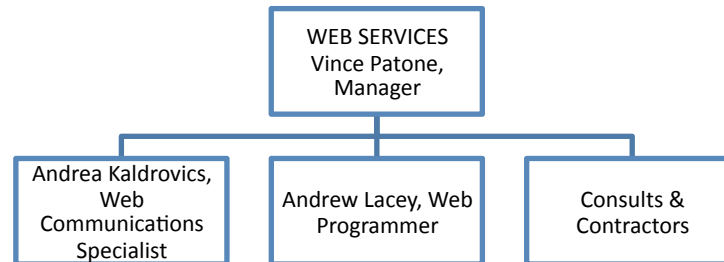 WEB SERVICES
Vince Patone,
Manager
Andrea Kaldrovics,
Web
Communications
Specialist
Andrew Lacey, Web
Programmer
Consults &
Contractors